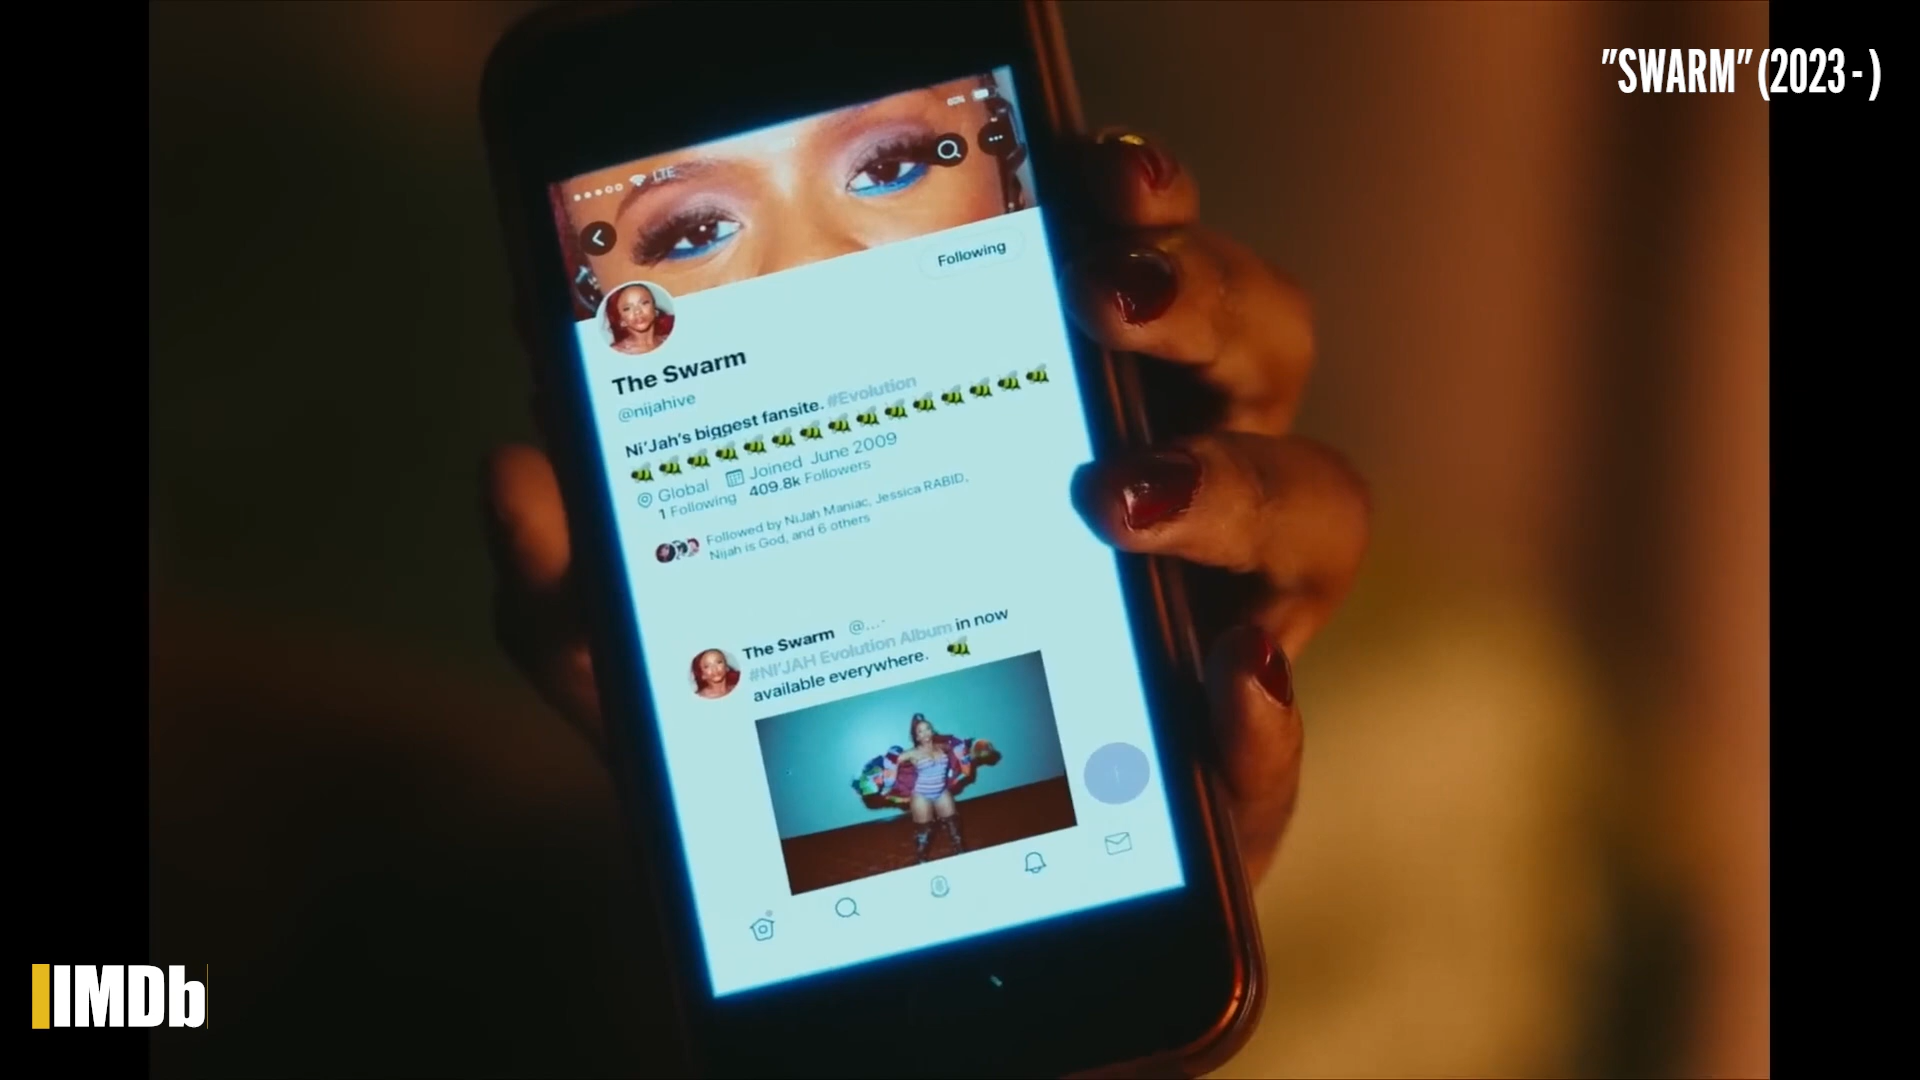 "SWARM" (2023 - )
LTE
60%
Following
The Swarm
@nijahive
Ni'Jah's biggest fansite. #Evolution
Global Joined June 2009
1 Following 409.8k Followers
Followed by NiJah Maniac, Jessica RABID,
Nijah is God, and 6 others
The Swarm @....
#NI'JAH Evolution Album in now
available everywhere.
IMDb